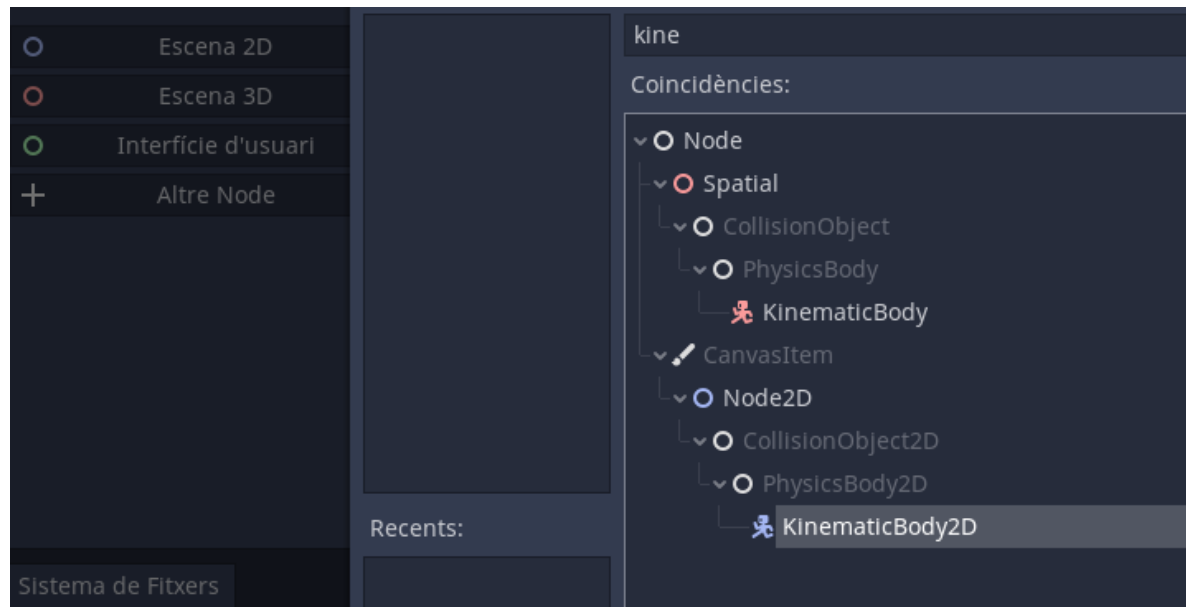 Escena 2D
Escena 3D
Interfície d'usuari
Altre Node
Sistema de Fitxers
Recents:
kine
Coincidències:
Node
Spatial
CollisionObject
PhysicsBody
KinematicBody
CanvasItem
Node2D
CollisionObject2D
PhysicsBody2D
KinematicBody2D